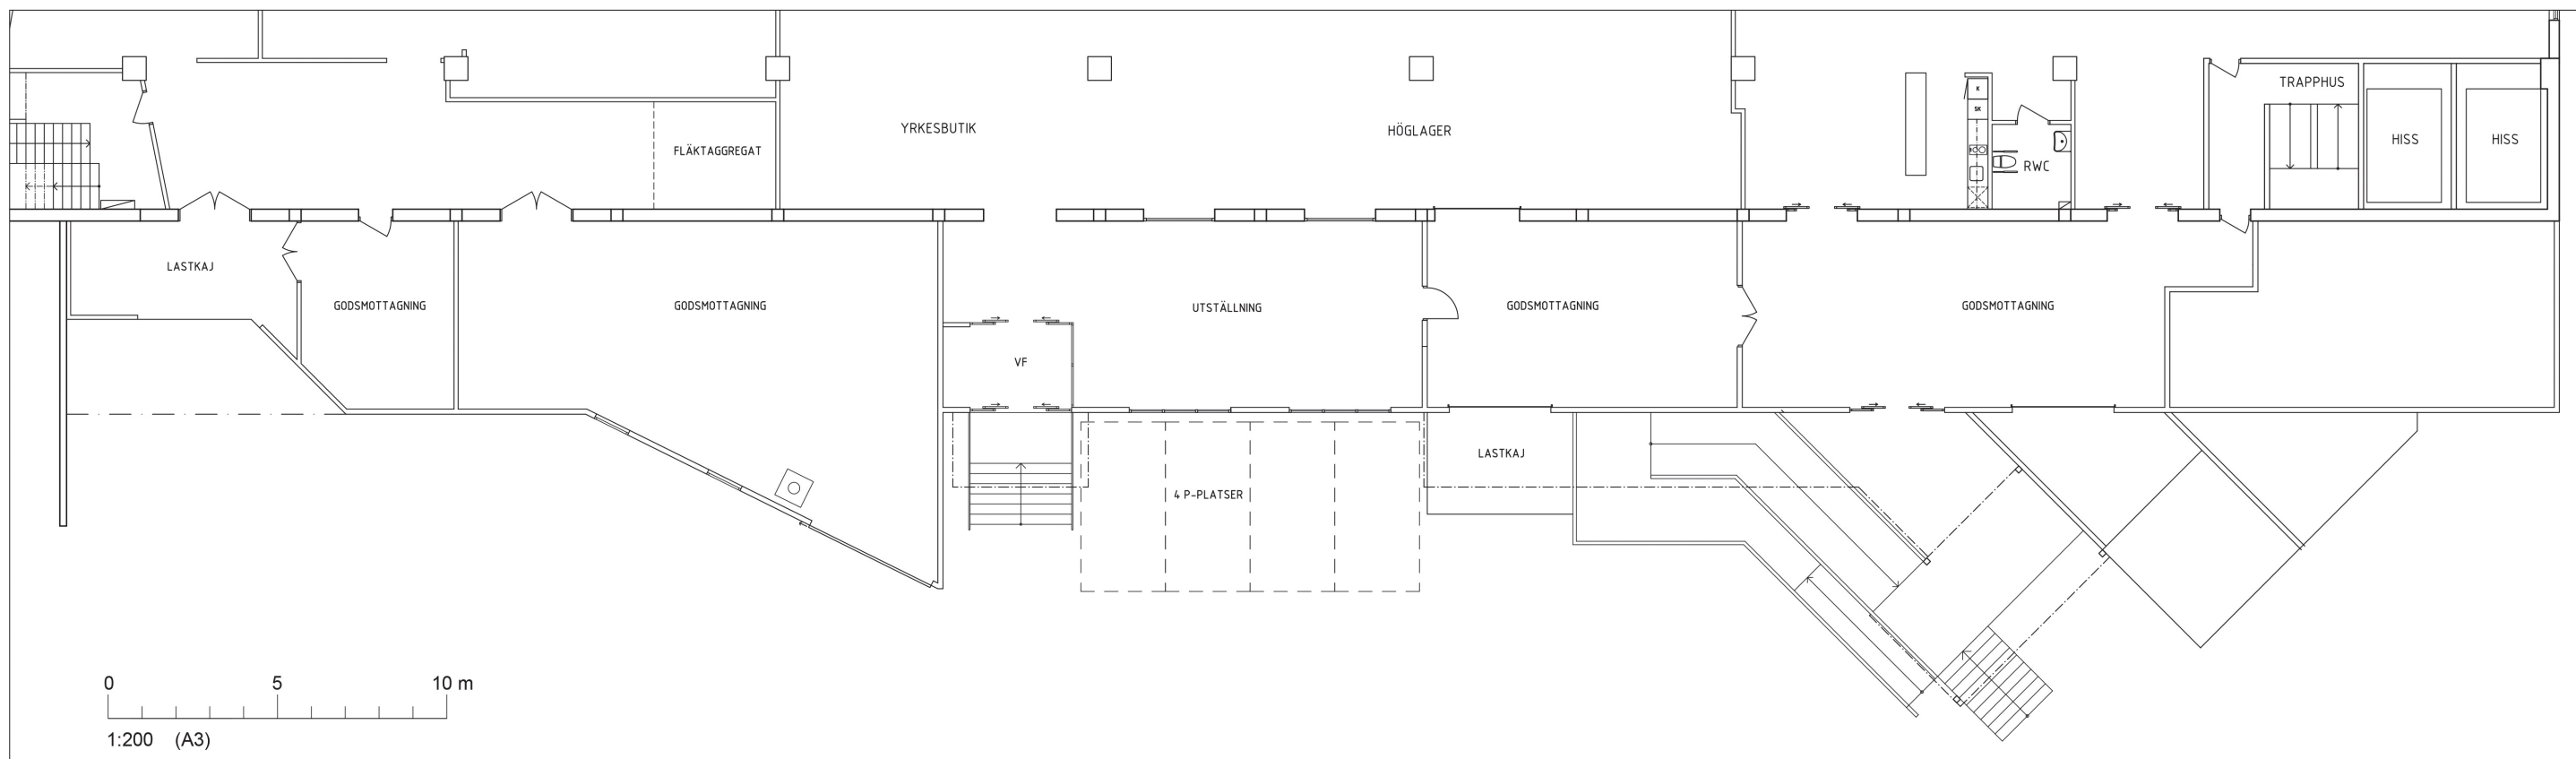 TRAPPHUS
K
SK
YRKESBUTIK
HÖGLAGER
FLÄKTAGGREGAT
RWC
HISS
HISS
LASTKAJ
GODSMOTTAGNING
GODSMOTTAGNING
UTSTÄLLNING
GODSMOTTAGNING
GODSMOTTAGNING
VF
LASTKAJ
4 P-PLATSER
0 5 10 m
1:200 (A3)